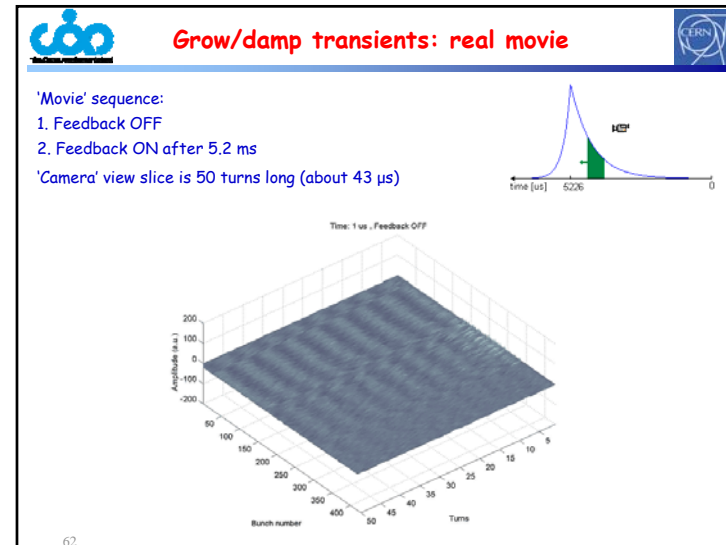 Grow/damp transients: real movie
CERN
'Movie' sequence:
1. Feedback OFF
2. Feedback ON after 5.2 ms
'Camera' view slice is 50 turns long (about 43 μs)
time [us] 5226 0
Time: 1 us , Feedback OFF
200
100
0
-100
-200
Amplitude (a.u.)
50
100
150
200
250
300
350
400
Bunch number
50 45 40 35 30 25 20 15 10 5
Turns
62